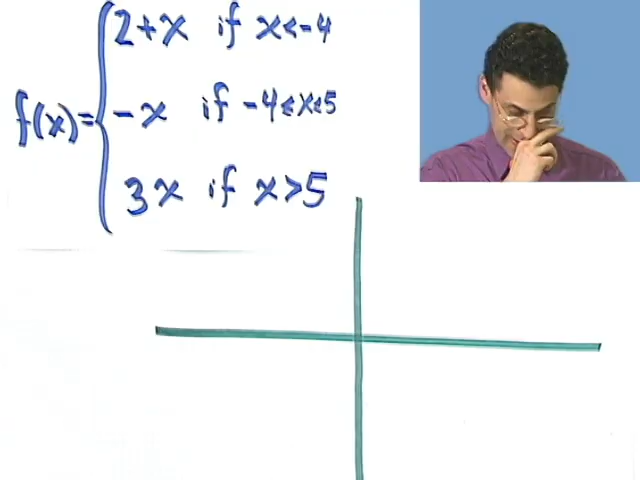 2+x if x<-4
f(x)= { -x if -4≤x≤5
3x if x>5